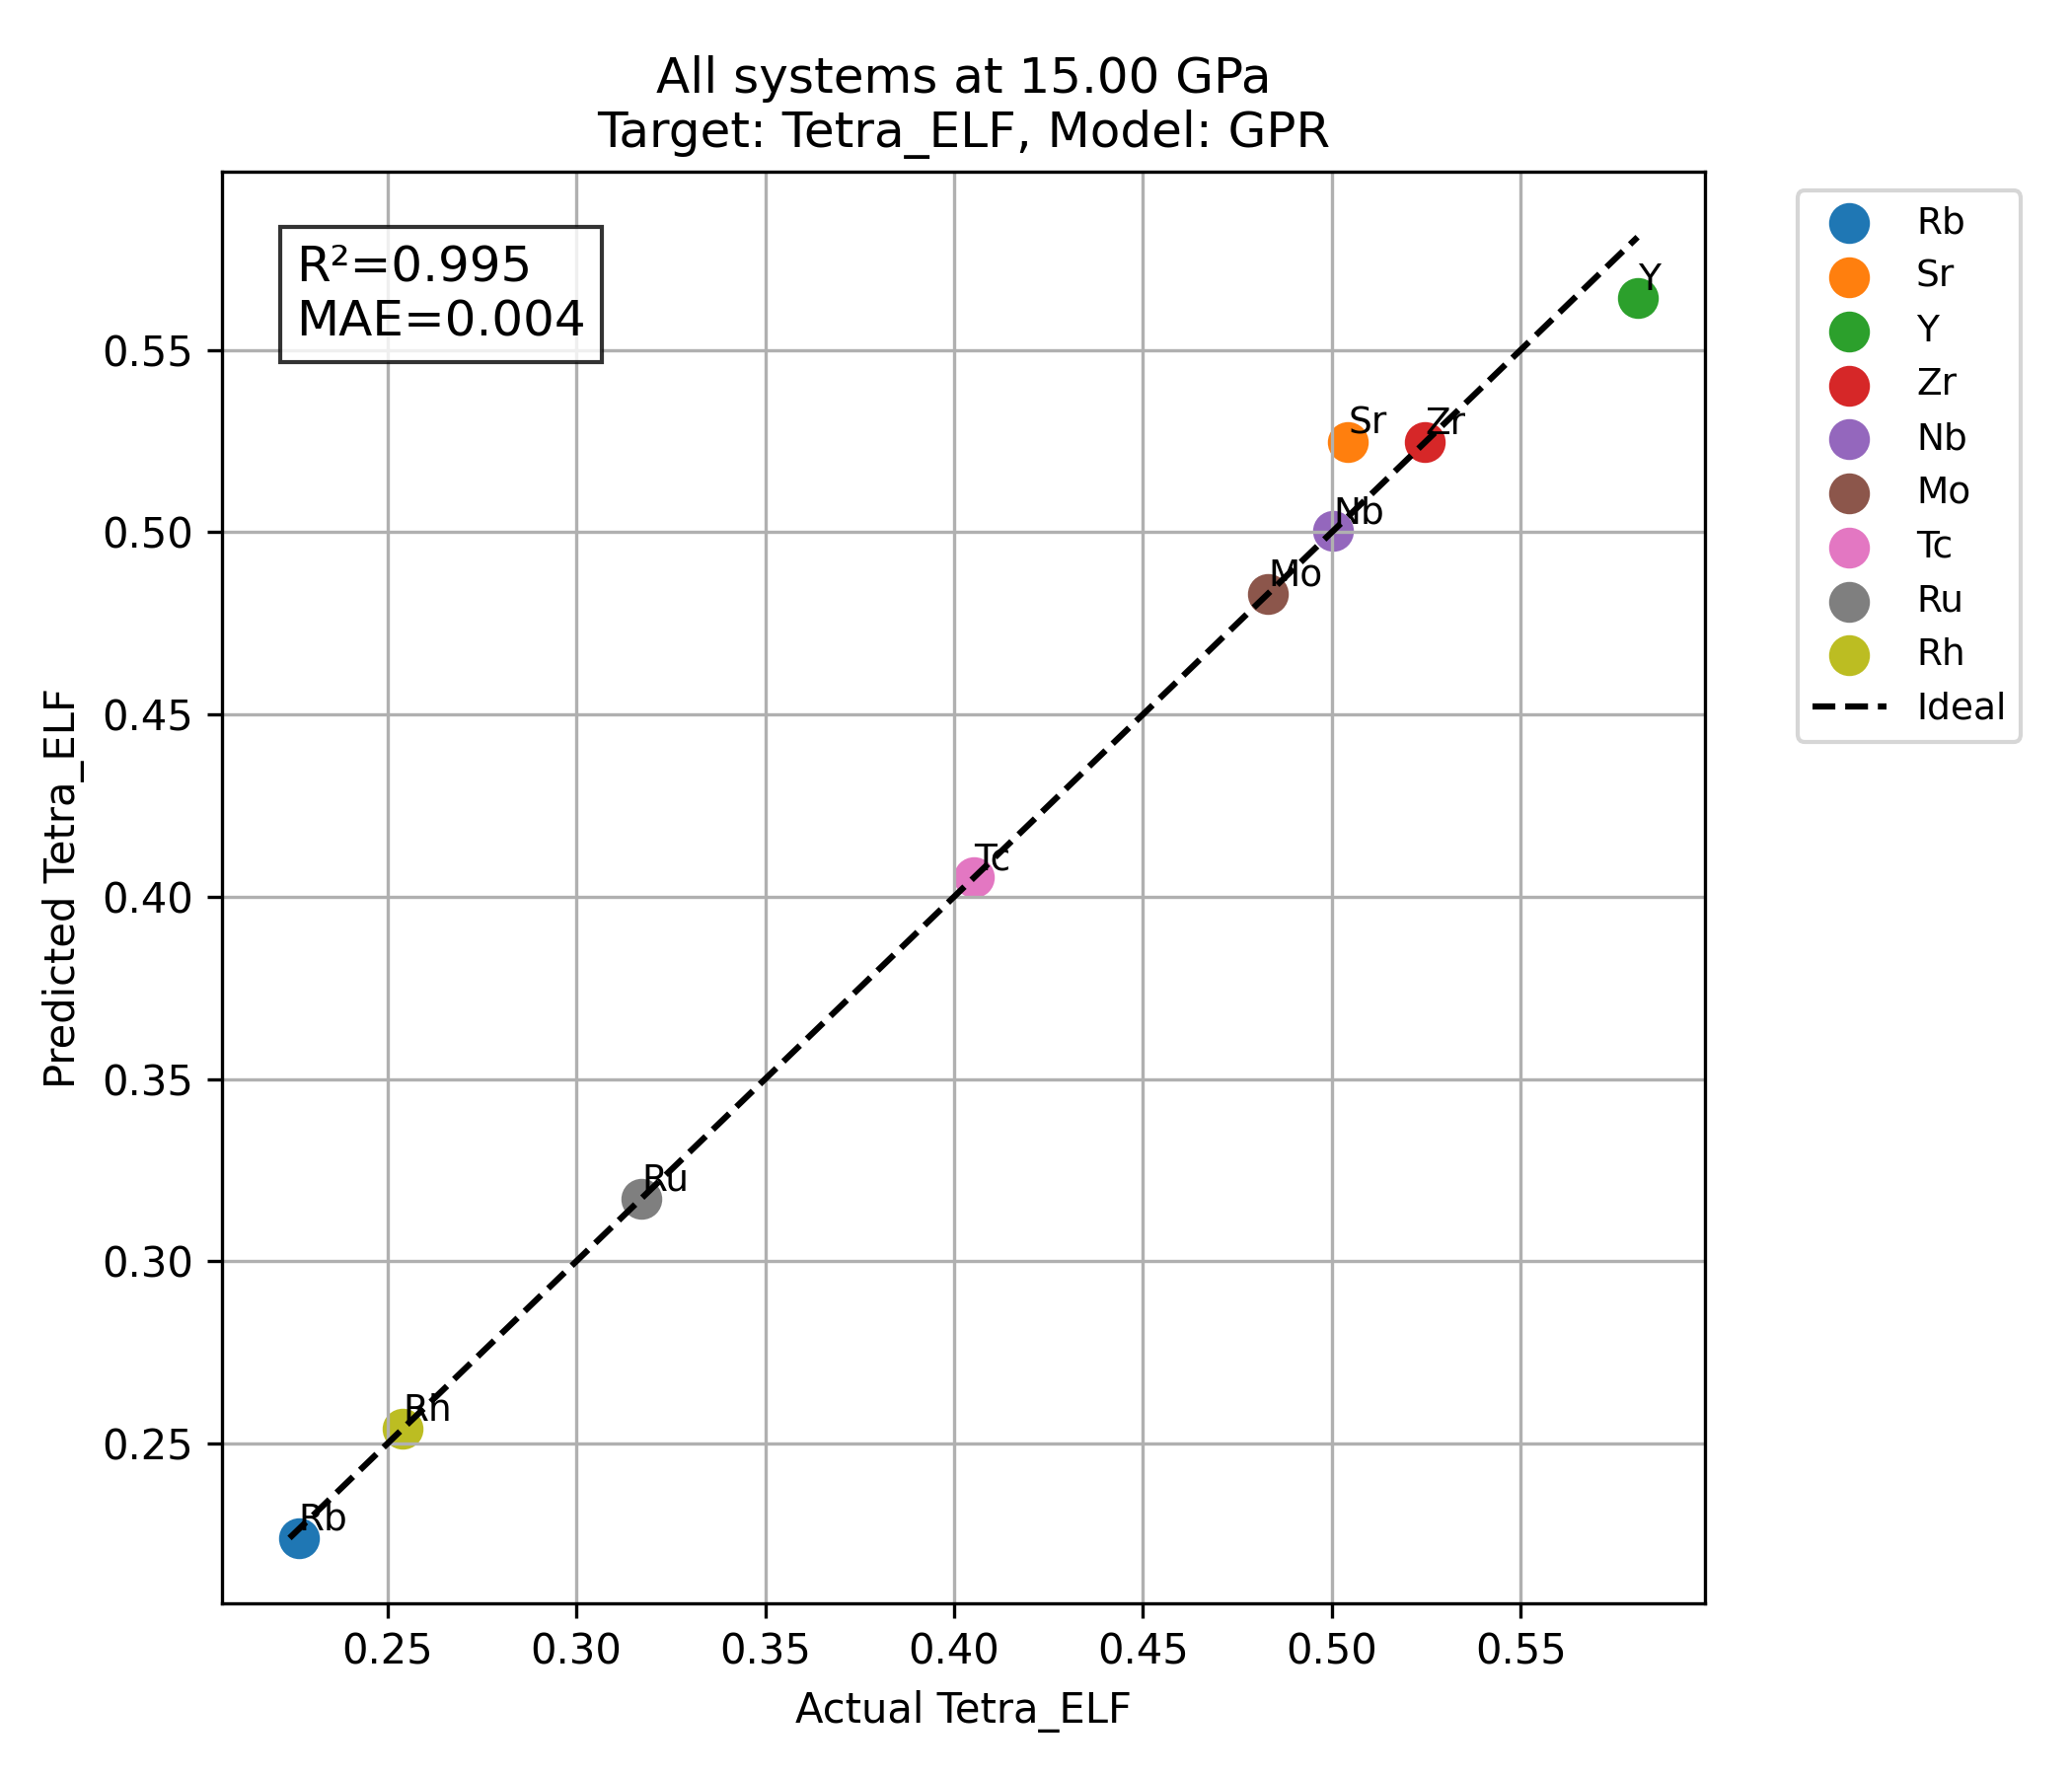 All systems at 15.00 GPa
Target: Tetra_ELF, Model: GPR
R²=0.995
MAE=0.004
Rb
Sr
Y
Zr
Nb
Mo
Tc
Ru
Rh
Ideal
Y
Sr
Zr
Nb
Mo
Tc
Ru
Rh
Rb
0.55
0.50
0.45
0.40
0.35
0.30
0.25
Predicted Tetra_ELF
0.25 0.30 0.35 0.40 0.45 0.50 0.55
Actual Tetra_ELF